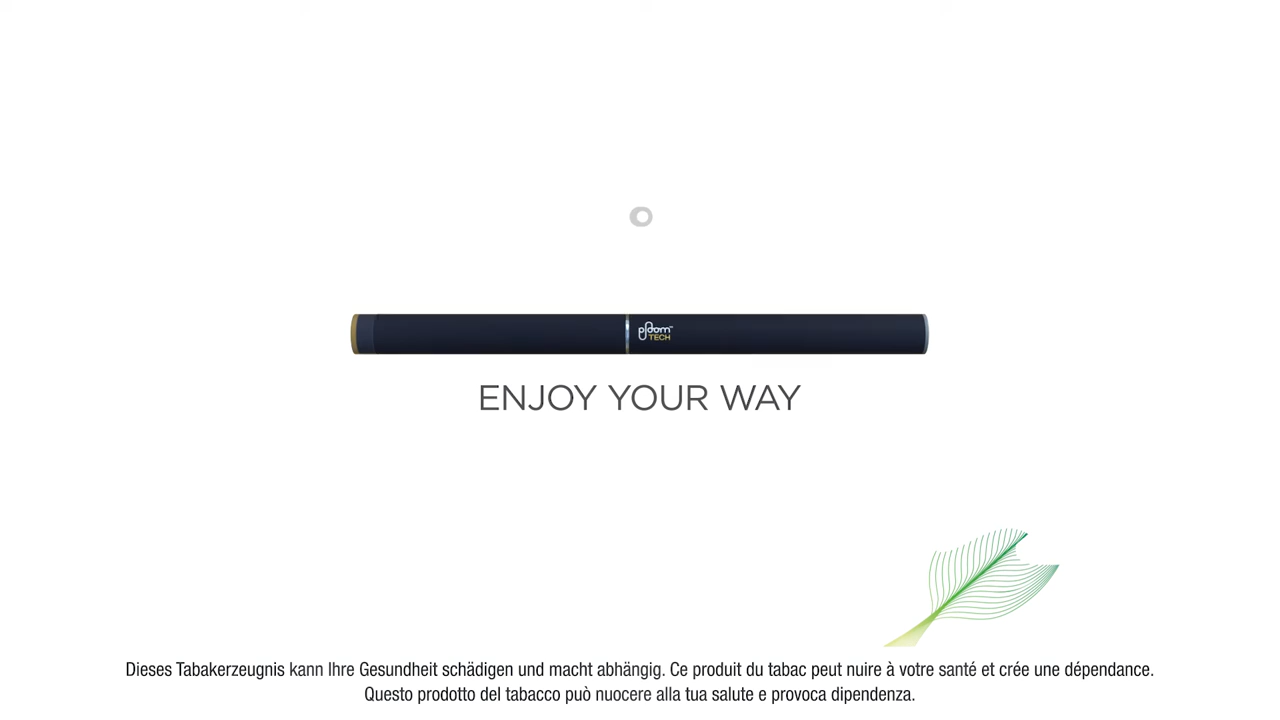 ploom™
TECH
ENJOY YOUR WAY
Dieses Tabakerzeugnis kann Ihre Gesundheit schädigen und macht abhängig. Ce produit du tabac peut nuire à votre santé et crée une dépendance.
Questo prodotto del tabacco può nuocere alla tua salute e provoca dipendenza.